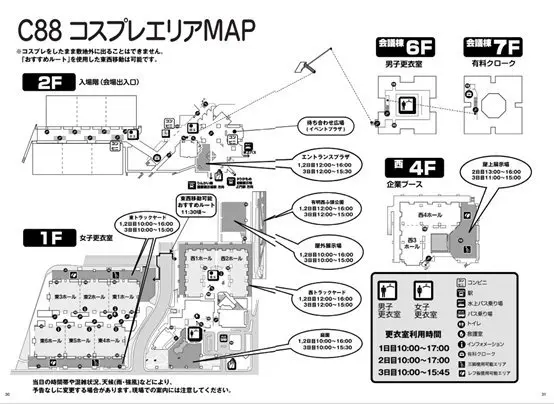 C88 コスプレエリアMAP
※コスプレをしたまま敷地外に出ることはできません。
「おすすめルート」を使用した東西移動は可能です。
2F 入場階(会場出入口)
待ち合わせ広場
(イベントプラザ)
エントランスプラザ
1,2日目12:00〜16:00
3日目10:00〜15:30
会議棟 6F
男子更衣室
会議棟 7F
有料クローク
西 4F
企業ブース
屋上展示場
2日目13:00〜16:00
3日目11:00〜15:00
西4ホール
西3
ホール
1F 女子更衣室
東トラックヤード
1,2日目10:00〜16:00
3日目10:00〜15:00
東西移動可能
おすすめルート
11:30頃〜
有明西ふ頭公園
1,2日目12:00〜16:00
3日目12:00〜15:00
屋外展示場
1,2日目10:00〜16:00
3日目10:00〜15:00
西トラックヤード
1,2日目12:00〜16:00
3日目12:00〜15:00
庭園
1,2日目10:00〜16:00
3日目10:00〜15:30
西1ホール
西2ホール
東3ホール
東2ホール
東1ホール
東6ホール
東5ホール
東4ホール
男子
更衣室
女子
更衣室
更衣室利用時間
1日目10:00〜17:00
2日目10:00〜17:00
3日目10:00〜15:45
コンビニ
駅
水上バス乗り場
バス乗り場
トイレ
救護室
インフォメーション
有料クローク
三脚使用可能エリア
レフ板使用可能エリア
当日の時間帯や混雑状況、天候(雨・強風)などにより、
予告なしに変更する場合があります。現場での案内には注意してください。
30
31